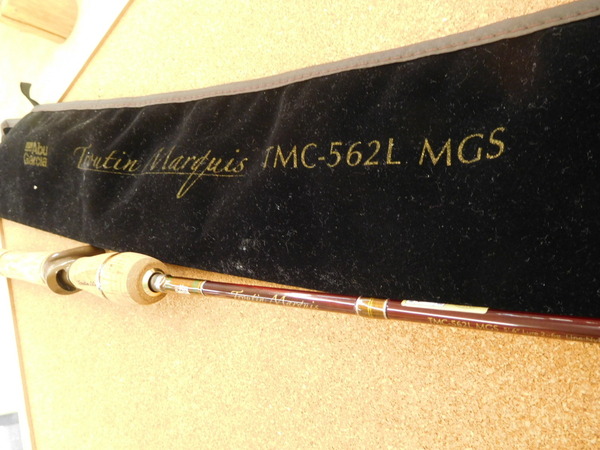 Abu Garcia
Troutin Marquis TMC-562L MGS
Troutin Marquis
TMC-562L MGS